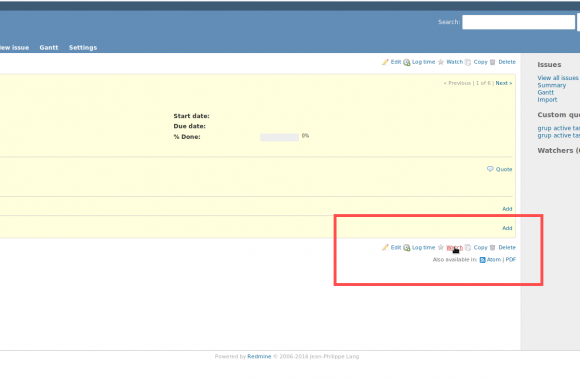 Search:
ew issue Gantt Settings
Edit Log time Watch Copy Delete
« Previous | 1 of 6 | Next »
Start date:
Due date:
% Done: 0%
Quote
Add
Add
Edit Log time Watch Copy Delete
Also available in: Atom | PDF
Issues
View all issues
Summary
Gantt
Import
Custom que
grup active tas
grup active tas
Watchers (
Powered by Redmine © 2006-2016 Jean-Philippe Lang